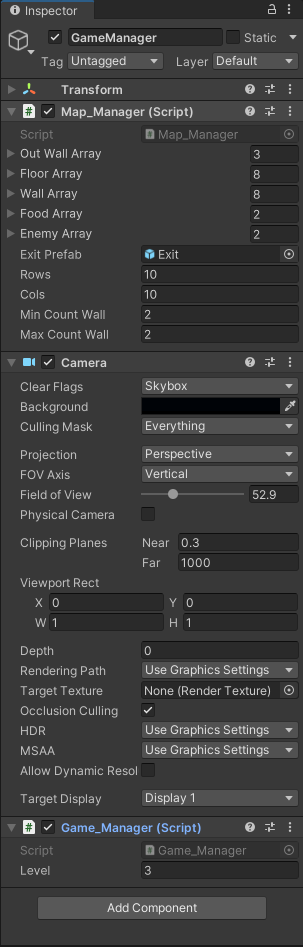 Inspector
GameManager Static
Tag Untagged Layer Default
Transform
# Map_Manager (Script)
Script # Map_Manager
Out Wall Array 3
Floor Array 8
Wall Array 8
Food Array 2
Enemy Array 2
Exit Prefab Exit
Rows 10
Cols 10
Min Count Wall 2
Max Count Wall 2
Camera
Clear Flags Skybox
Background
Culling Mask Everything
Projection Perspective
FOV Axis Vertical
Field of View 52.9
Physical Camera
Clipping Planes Near 0.3
Far 1000
Viewport Rect
X 0 Y 0
W 1 H 1
Depth 0
Rendering Path Use Graphics Settings
Target Texture None (Render Texture)
Occlusion Culling
HDR Use Graphics Settings
MSAA Use Graphics Settings
Allow Dynamic Resol
Target Display Display 1
# Game_Manager (Script)
Script # Game_Manager
Level 3
Add Component